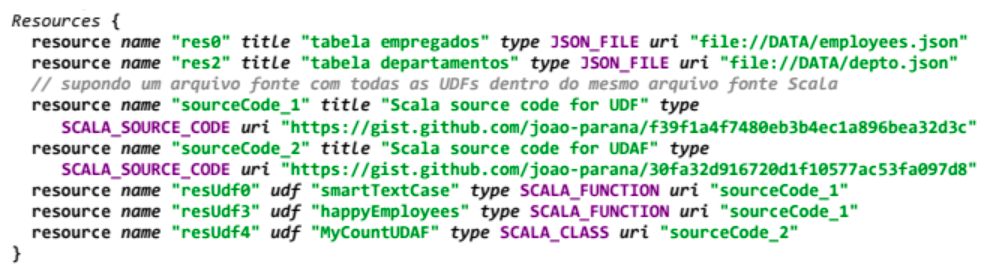 Resources {
resource name "res0" title "tabela empregados" type JSON_FILE uri "file://DATA/employees.json"
resource name "res2" title "tabela departamentos" type JSON_FILE uri "file://DATA/depto.json"
// supondo um arquivo fonte com todas as UDFs dentro do mesmo arquivo fonte Scala
resource name "sourceCode_1" title "Scala source code for UDF" type
SCALA_SOURCE_CODE uri "https://gist.github.com/joao-parana/f39f1a4f7480eb3b4ec1a896bea32d3c"
resource name "sourceCode_2" title "Scala source code for UDAF" type
SCALA_SOURCE_CODE uri "https://gist.github.com/joao-parana/30fa32d916720d1f10577ac53fa097d8"
resource name "resUdf0" udf "smartTextCase" type SCALA_FUNCTION uri "sourceCode_1"
resource name "resUdf3" udf "happyEmployees" type SCALA_FUNCTION uri "sourceCode_1"
resource name "resUdf4" udf "MyCountUDAF" type SCALA_CLASS uri "sourceCode_2"
}